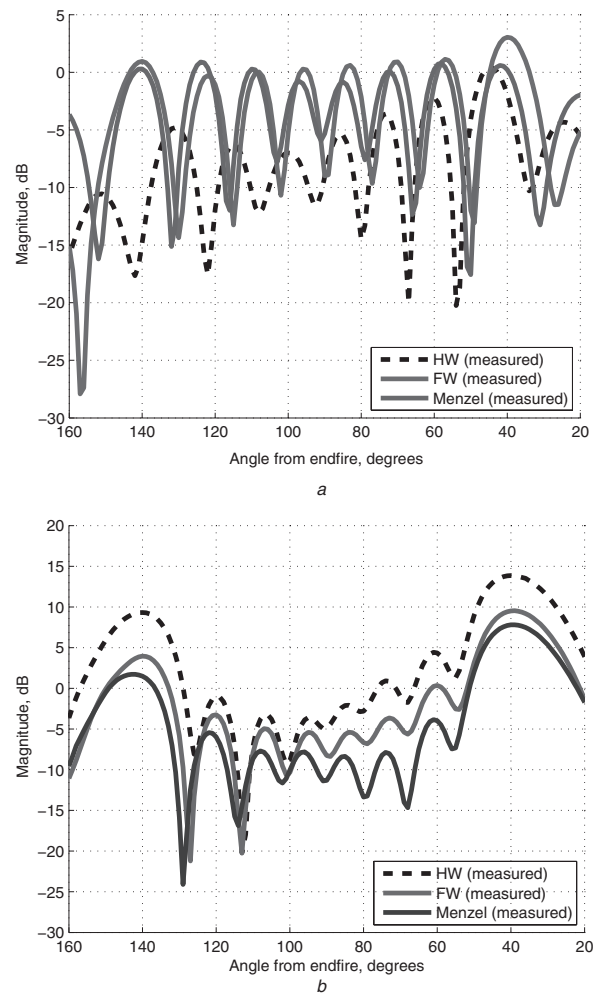 5
0
−5
−10
−15
−20
−25
−30
Magnitude, dB
HW (measured)
FW (measured)
Menzel (measured)
160 140 120 100 80 60 40 20
Angle from endfire, degrees
a
20
15
10
5
0
−5
−10
−15
−20
−25
−30
Magnitude, dB
HW (measured)
FW (measured)
Menzel (measured)
160 140 120 100 80 60 40 20
Angle from endfire, degrees
b